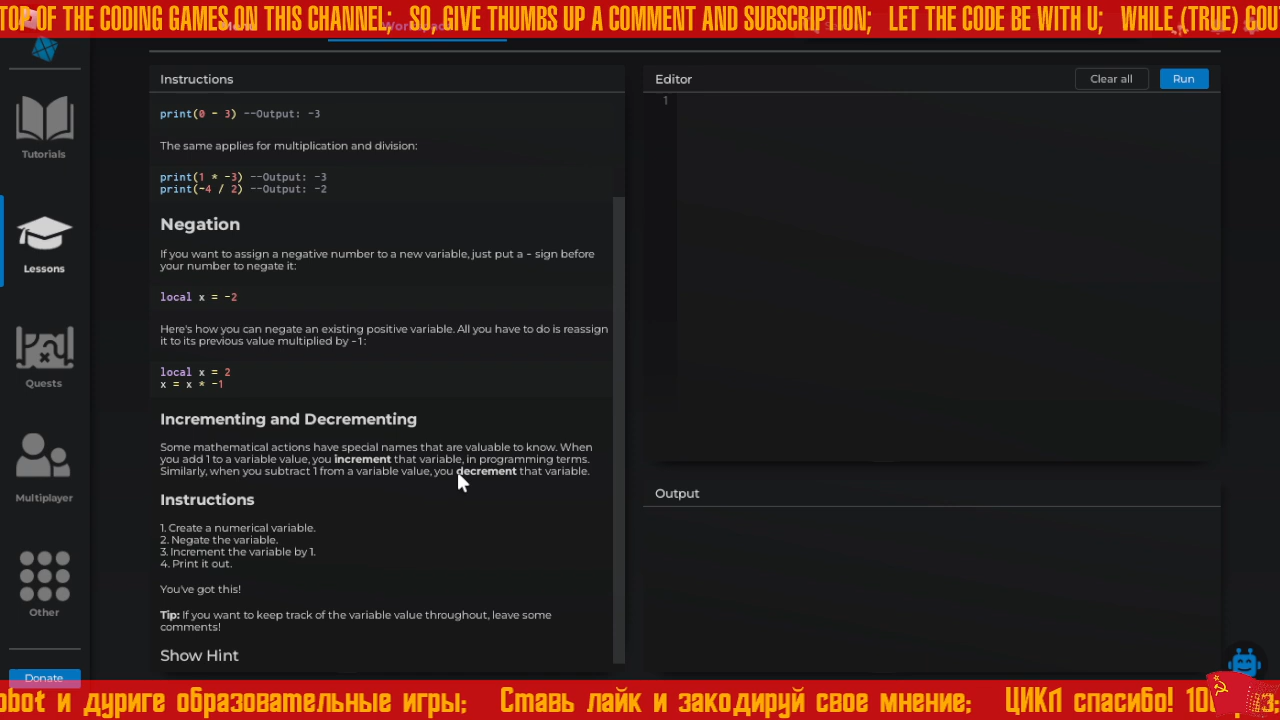 TOP OF THE CODING GAMES ON THIS CHANNEL; SO, GIVE THUMBS UP A COMMENT AND SUBSCRIPTION; LET THE CODE BE WITH U; WHILE (TRUE) COU
Tutorials
Lessons
Quests
Multiplayer
Other
Donate
Instructions
print(0 - 3) --Output: -3
The same applies for multiplication and division:
print(1 * -3) --Output: -3
print(-4 / 2) --Output: -2
Negation
If you want to assign a negative number to a new variable, just put a - sign before
your number to negate it:
local x = -2
Here's how you can negate an existing positive variable. All you have to do is reassign
it to its previous value multiplied by -1:
local x = 2
x = x * -1
Incrementing and Decrementing
Some mathematical actions have special names that are valuable to know. When
you add 1 to a variable value, you increment that variable, in programming terms.
Similarly, when you subtract 1 from a variable value, you decrement that variable.
Instructions
1. Create a numerical variable.
2. Negate the variable.
3. Increment the variable by 1.
4. Print it out.
You've got this!
Tip: If you want to keep track of the variable value throughout, leave some
comments!
Show Hint
Editor
Clear all
Run
1
Output
obot и дуриге образовательные игры; Ставь лайк и закодируй свое мнение; ЦИКЛ спасибо! 10